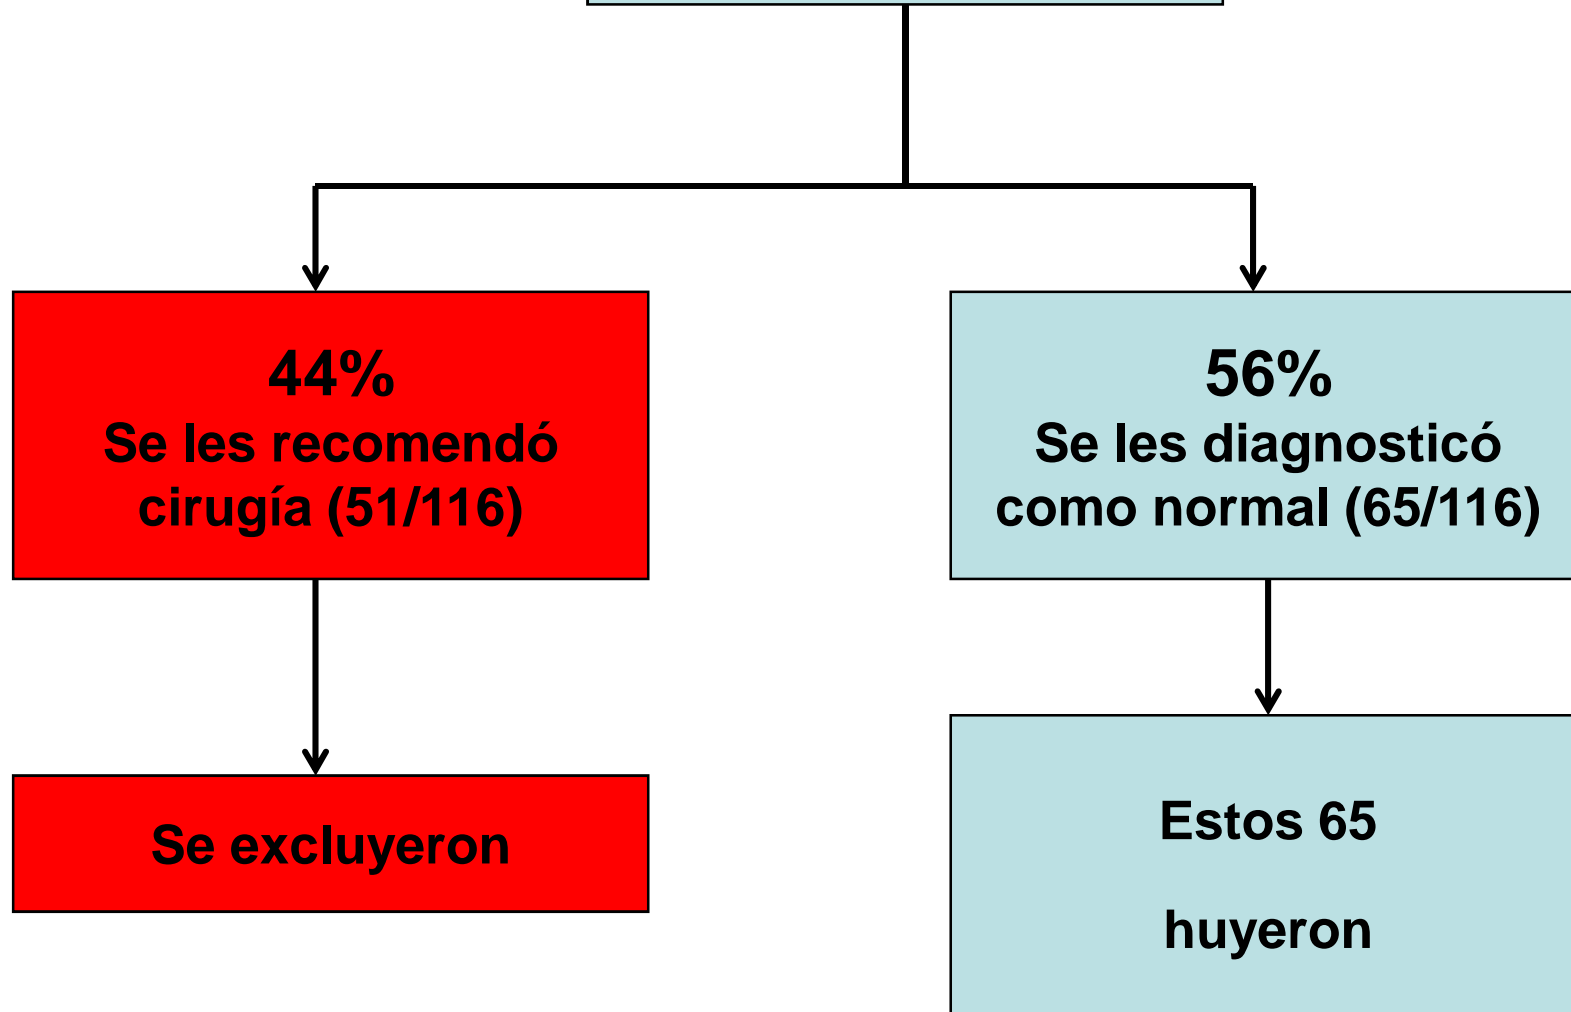 44%
Se les recomendó
cirugía (51/116)
56%
Se les diagnosticó
como normal (65/116)
Se excluyeron
Estos 65
huyeron